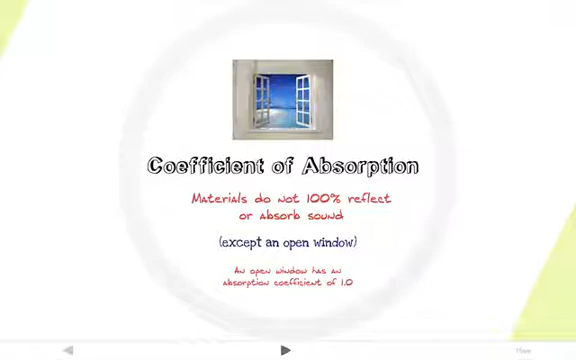 Coefficient of Absorption
Materials do not 100% reflect
or absorb sound
(except an open window)
An open window has an
absorption coefficient of 1.0